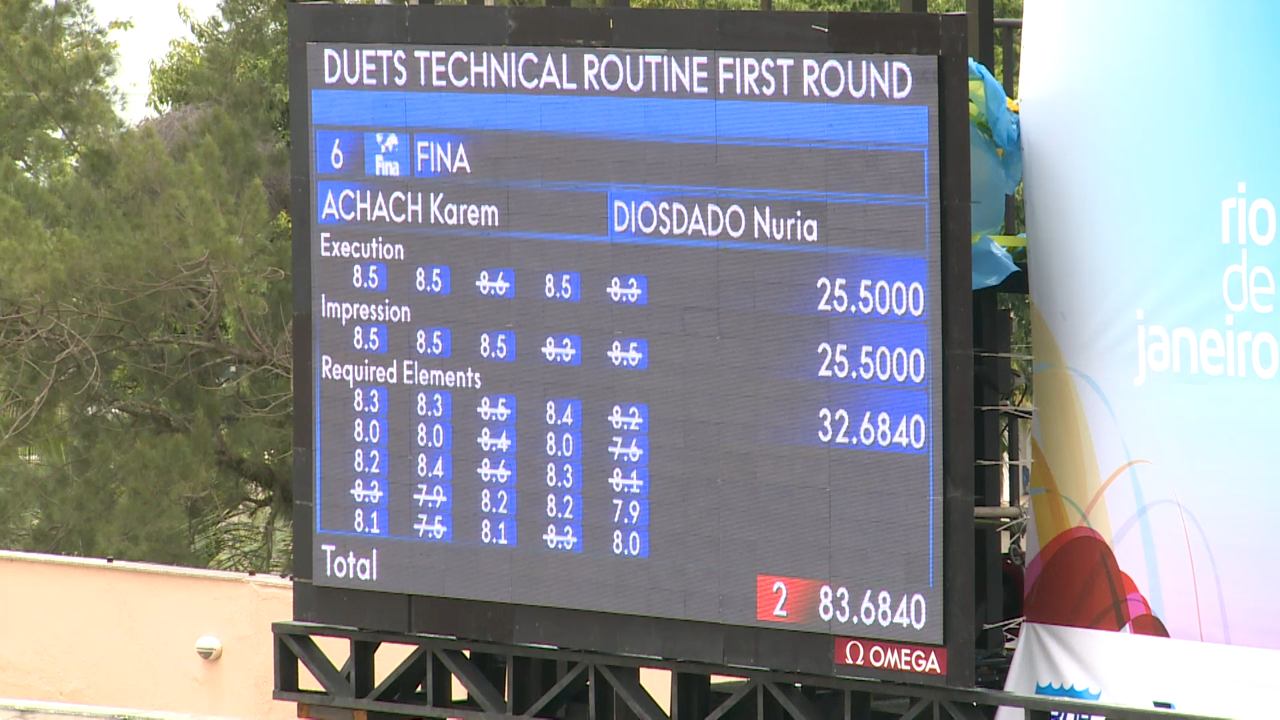 DUETS TECHNICAL ROUTINE FIRST ROUND
6 Fina FINA
ACHACH Karem DIOSDADO Nuria
Execution
8.5 8.5 8.6 8.5 8.3 25.5000
Impression
8.5 8.5 8.5 8.3 8.5 25.5000
Required Elements
8.3 8.3 8.5 8.4 8.2 32.6840
8.0 8.0 8.4 8.0 7.6
8.2 8.4 8.6 8.3 8.1
8.3 7.9 8.2 8.2 7.9
8.1 7.5 8.1 8.3 8.0
Total
2 83.6840
Ω OMEGA
rio
de
janeiro